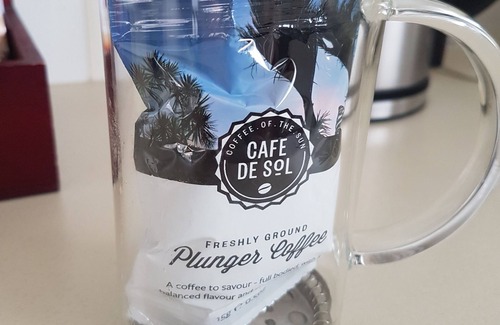 COFFEE.OF.THE.SUN
CAFE
DE SOL
FRESHLY GROUND
Plunger Coffee
A coffee to savour - full bodied
balanced flavour and